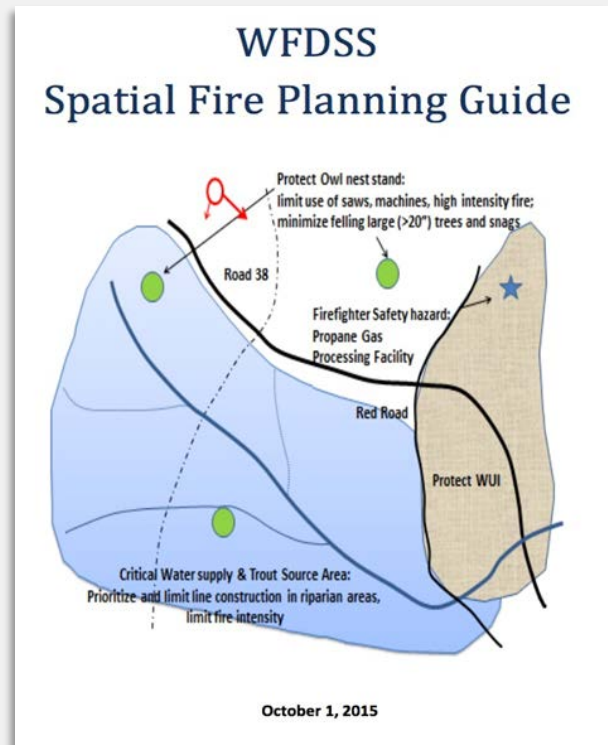 WFDSS
Spatial Fire Planning Guide
Protect Owl nest stand:
limit use of saws, machines, high intensity fire;
minimize felling large (>20") trees and snags
Road 38
Firefighter Safety hazard:
Propane Gas
Processing Facility
Red Road
Protect WUI
Critical Water supply & Trout Source Area:
Prioritize and limit line construction in riparian areas,
limit fire intensity
October 1, 2015